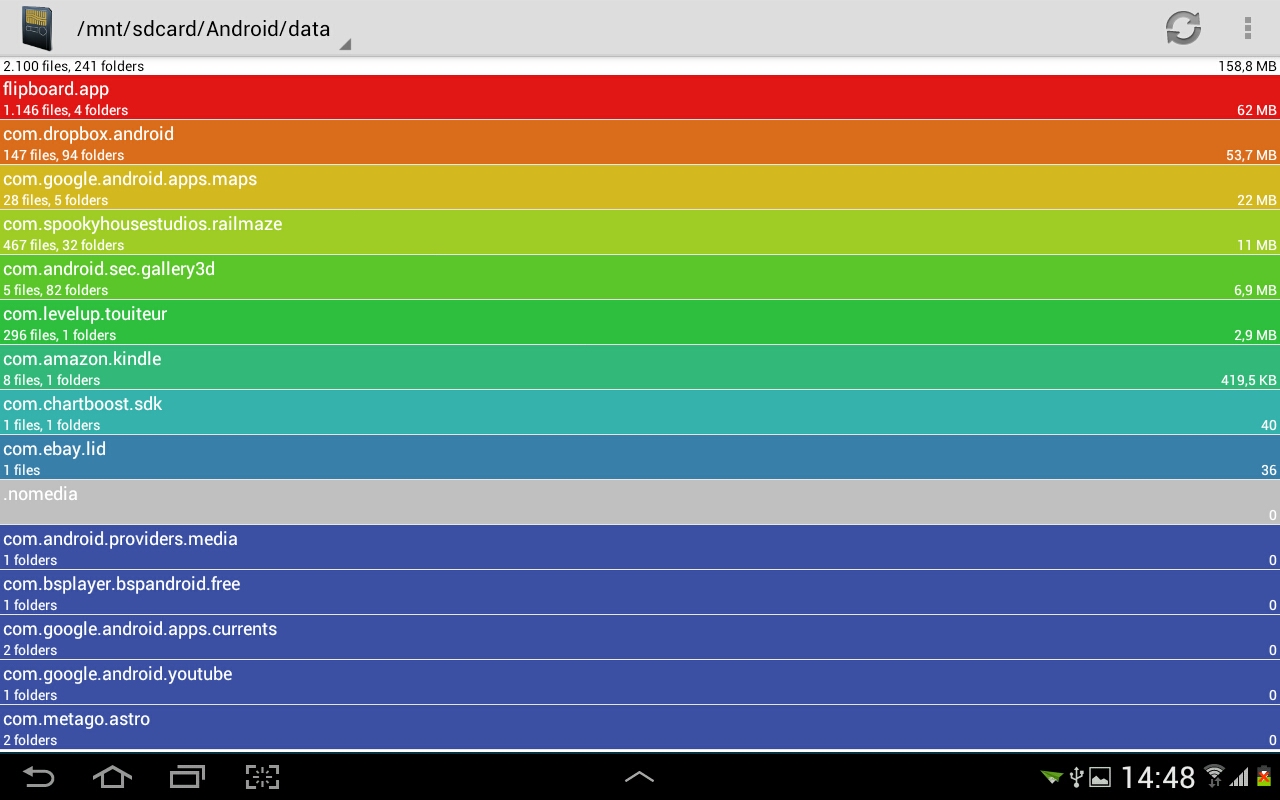 /mnt/sdcard/Android/data
2.100 files, 241 folders 158,8 MB
flipboard.app
1.146 files, 4 folders 62 MB
com.dropbox.android
147 files, 94 folders 53,7 MB
com.google.android.apps.maps
28 files, 5 folders 22 MB
com.spookyhousestudios.railmaze
467 files, 32 folders 11 MB
com.android.sec.gallery3d
5 files, 82 folders 6,9 MB
com.levelup.touiteur
296 files, 1 folders 2,9 MB
com.amazon.kindle
8 files, 1 folders 419,5 KB
com.chartboost.sdk
1 files, 1 folders 40
com.ebay.lid
1 files 36
.nomedia
0
com.android.providers.media
1 folders 0
com.bsplayer.bspandroid.free
1 folders 0
com.google.android.apps.currents
2 folders 0
com.google.android.youtube
1 folders 0
com.metago.astro
2 folders 0
14:48